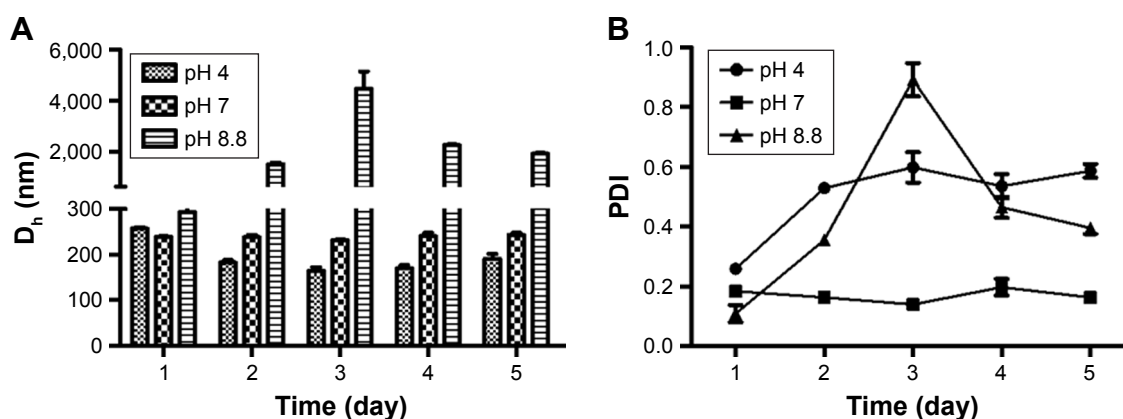 A
6,000
4,000
2,000
300
200
100
0
D_h (nm)
pH 4
pH 7
pH 8.8
1 2 3 4 5
Time (day)
B
1.0
0.8
0.6
0.4
0.2
0.0
PDI
pH 4
pH 7
pH 8.8
1 2 3 4 5
Time (day)